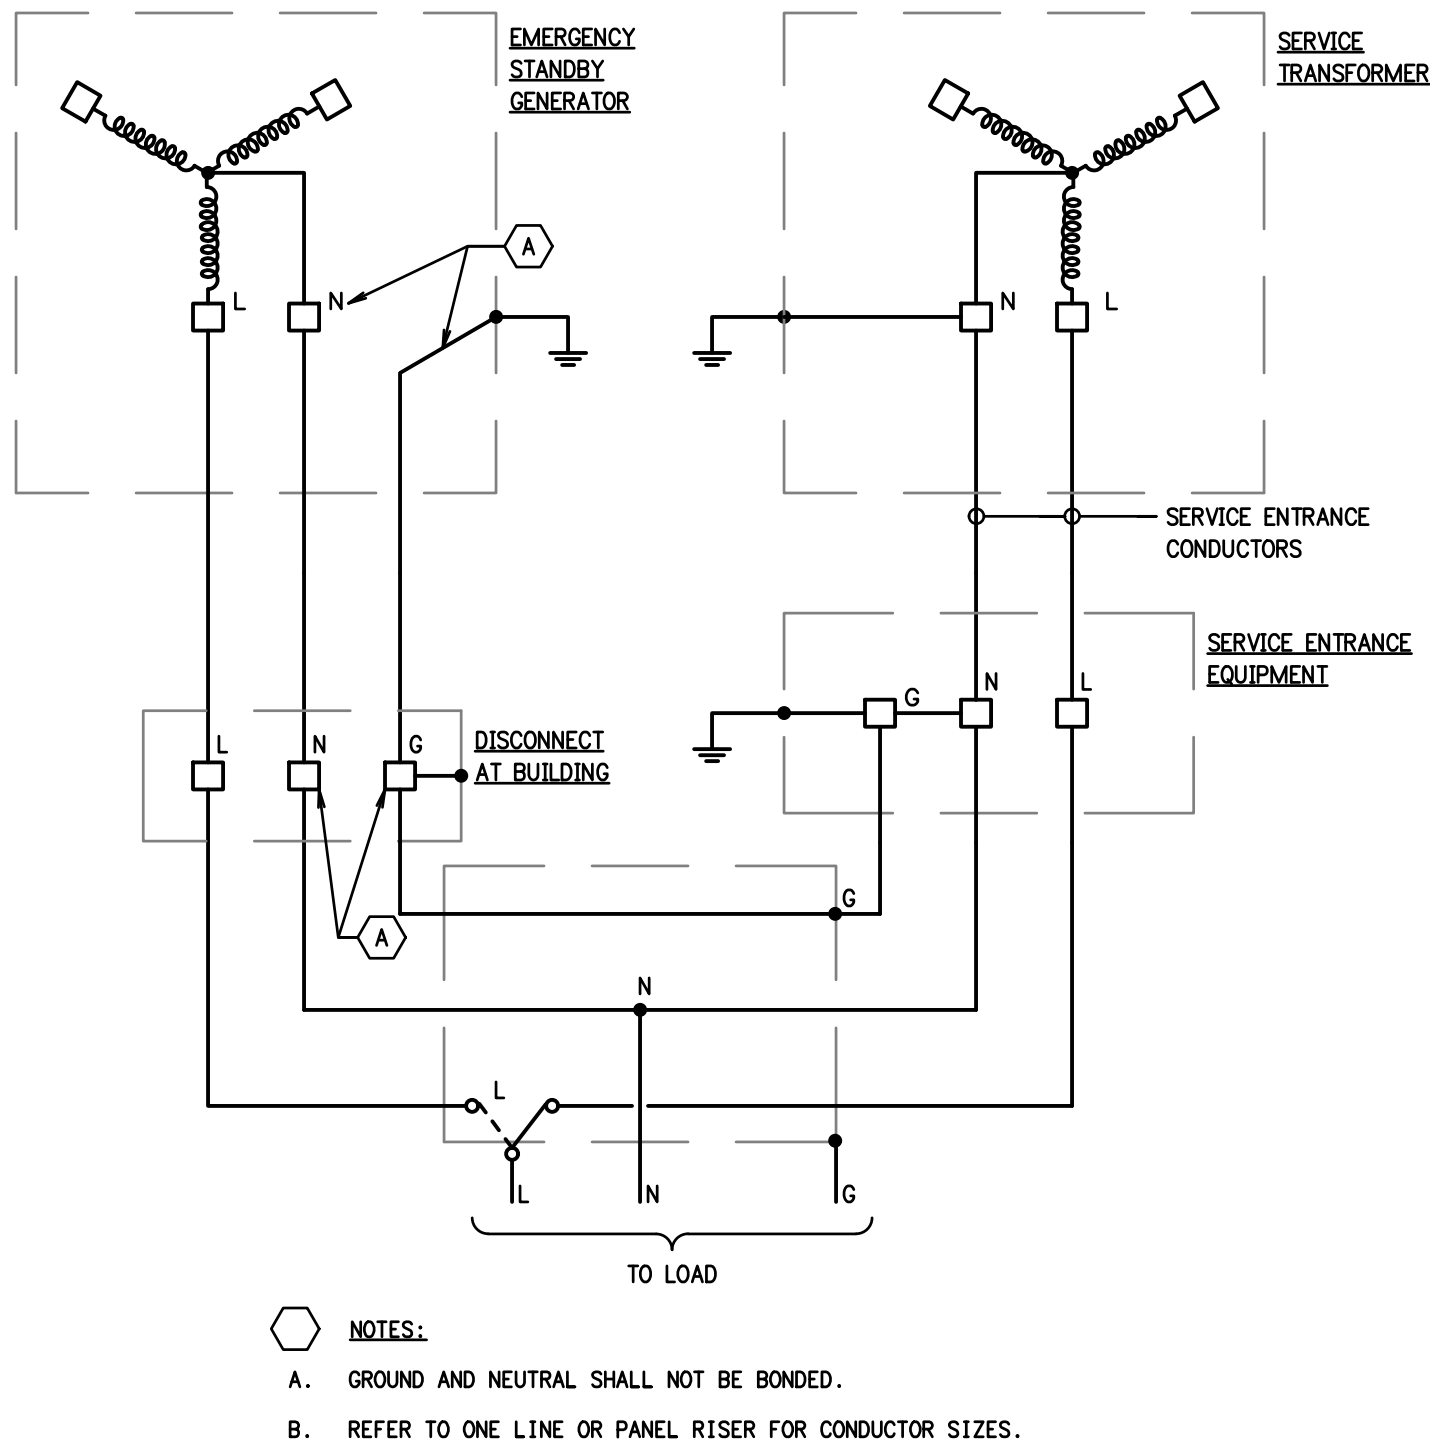 EMERGENCY
STANDBY
GENERATOR
SERVICE
TRANSFORMER
A
L
N
N
L
SERVICE ENTRANCE
CONDUCTORS
SERVICE ENTRANCE
EQUIPMENT
G
N
L
L
N
G
DISCONNECT
AT BUILDING
G
A
N
L
L
N
G
TO LOAD
NOTES:
A. GROUND AND NEUTRAL SHALL NOT BE BONDED.
B. REFER TO ONE LINE OR PANEL RISER FOR CONDUCTOR SIZES.